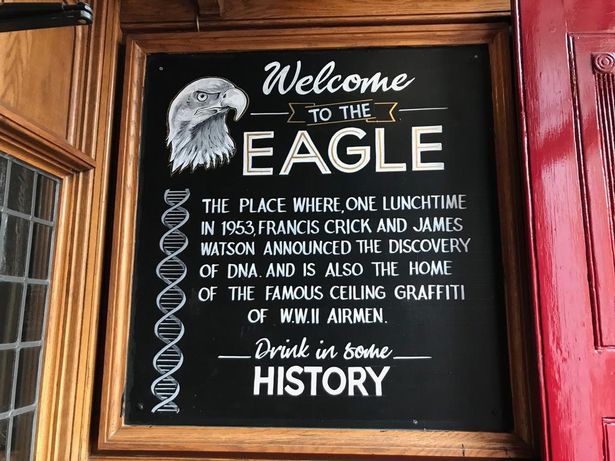 Welcome
TO THE
EAGLE
THE PLACE WHERE, ONE LUNCHTIME
IN 1953, FRANCIS CRICK AND JAMES
WATSON ANNOUNCED THE DISCOVERY
OF DNA. AND IS ALSO THE HOME
OF THE FAMOUS CEILING GRAFFITI
OF W.W.II AIRMEN.
Drink in some
HISTORY